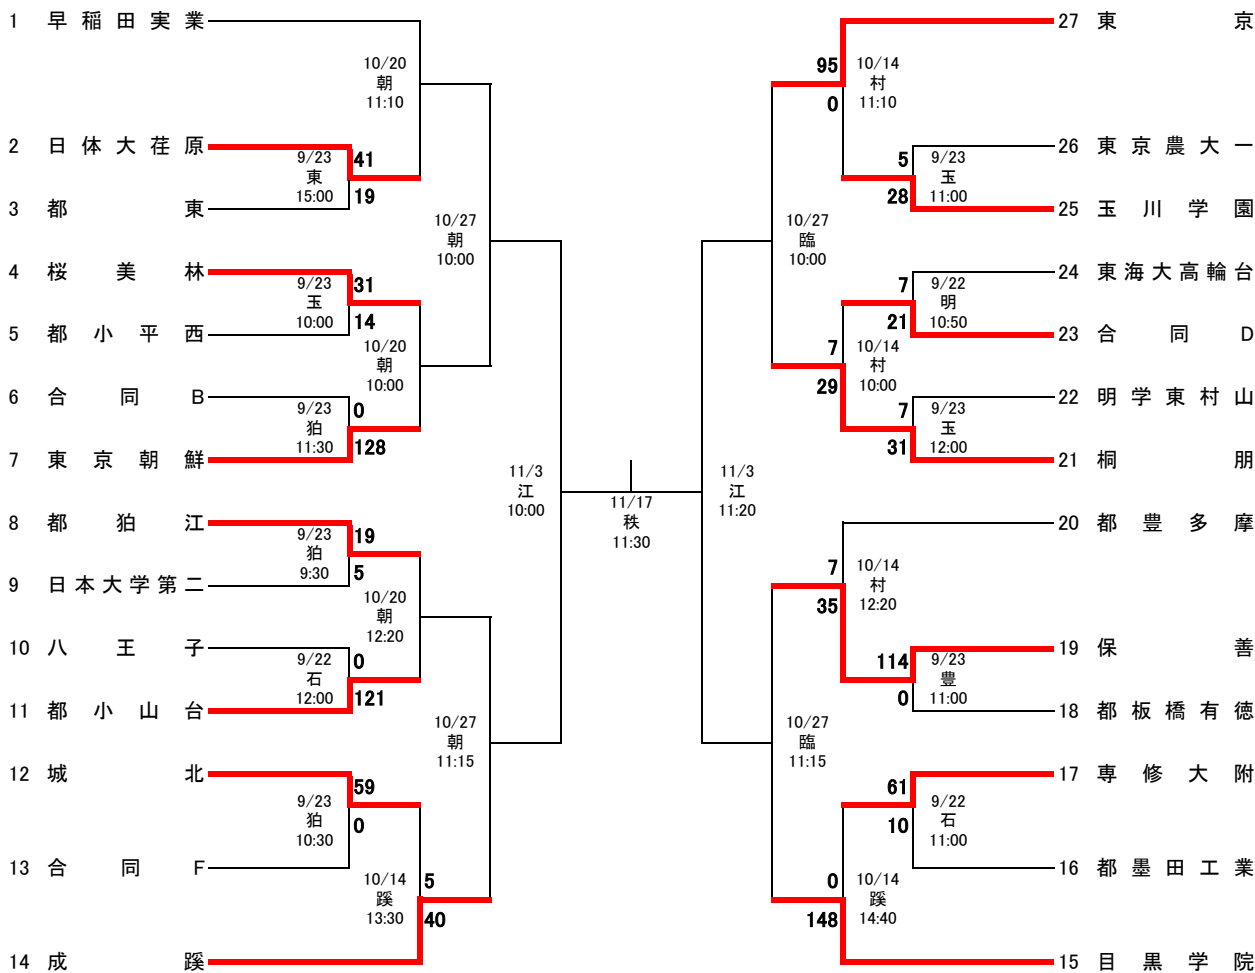 1 早稲田実業
10/20
朝
11:10
2 日体大荏原
9/23
東
15:00
41
19
3 都東
10/27
朝
10:00
4 桜美林
9/23
玉
10:00
31
14
5 都小平西
10/20
朝
10:00
6 合同B
9/23
狛
11:30
0
128
7 東京朝鮮
11/3
江
10:00
8 都狛江
9/23
狛
9:30
19
5
9 日本大学第二
10/20
朝
12:20
10 八王子
9/22
石
12:00
0
121
11 都小山台
10/27
朝
11:15
12 城北
9/23
狛
10:30
59
0
13 合同F
10/14
蹊
13:30
5
40
14 成蹊
11/17
秩
11:30
27 東京
95
0
10/14
村
11:10
26 東京農大一
5
28
9/23
玉
11:00
25 玉川学園
10/27
臨
10:00
24 東海大高輪台
7
21
9/22
明
10:50
23 合同D
7
29
10/14
村
10:00
22 明学東村山
7
31
9/23
玉
12:00
21 桐朋
11/3
江
11:20
20 都豊多摩
7
35
10/14
村
12:20
19 保善
114
0
9/23
豊
11:00
18 都板橋有徳
10/27
臨
11:15
17 専修大附
61
10
9/22
石
11:00
16 都墨田工業
0
148
10/14
蹊
14:40
15 目黒学院